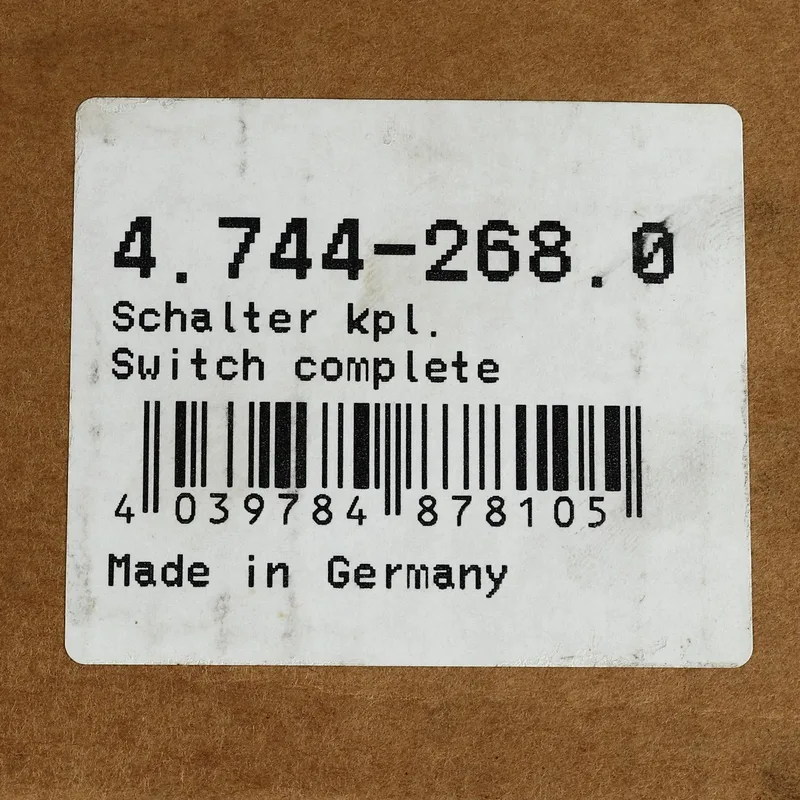 4.744-268.0
Schalter kpl.
Switch complete
4 039784 878105
Made in Germany